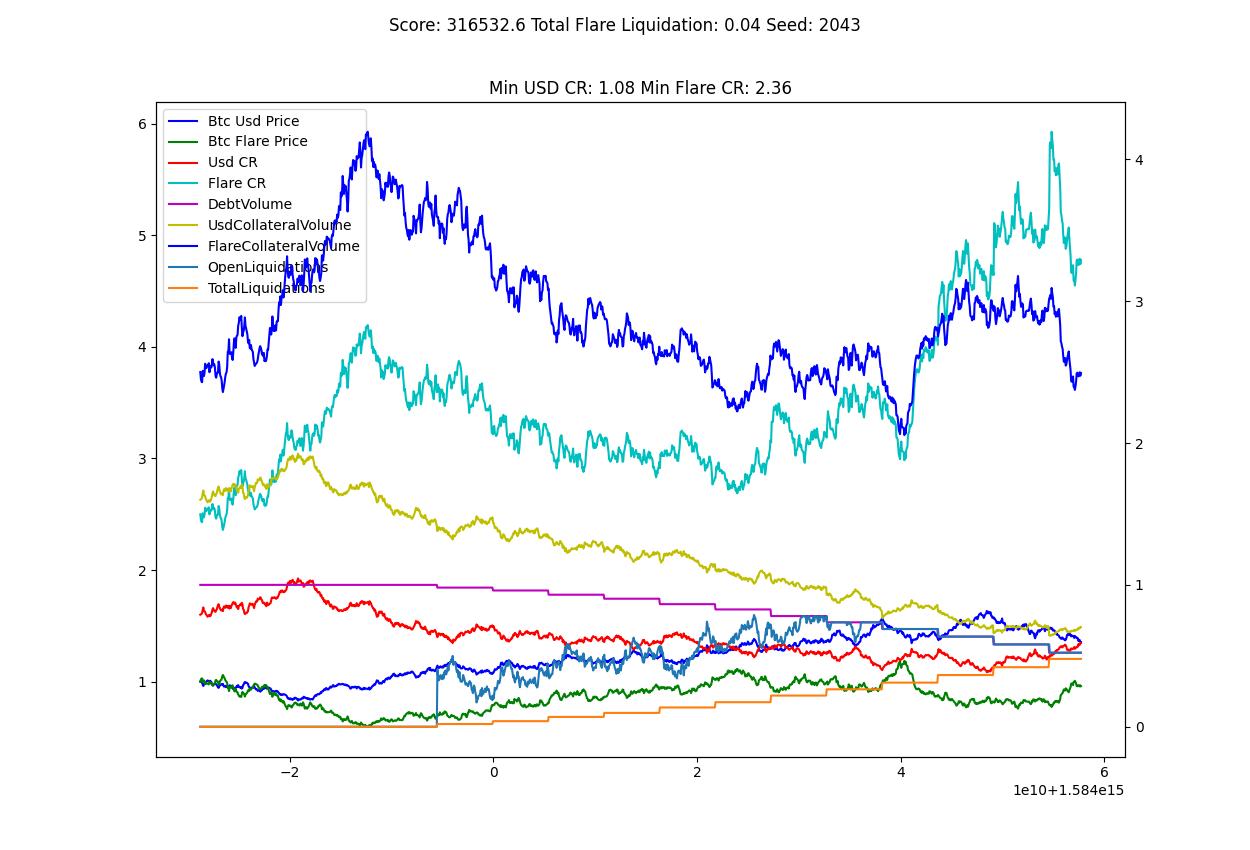 Score: 316532.6 Total Flare Liquidation: 0.04 Seed: 2043
Min USD CR: 1.08 Min Flare CR: 2.36
Btc Usd Price
Btc Flare Price
Usd CR
Flare CR
DebtVolume
UsdCollateralVolume
FlareCollateralVolume
OpenLiquidations
TotalLiquidations
6
5
4
3
2
1
4
3
2
1
0
−2
0
2
4
6
1e10+1.584e15